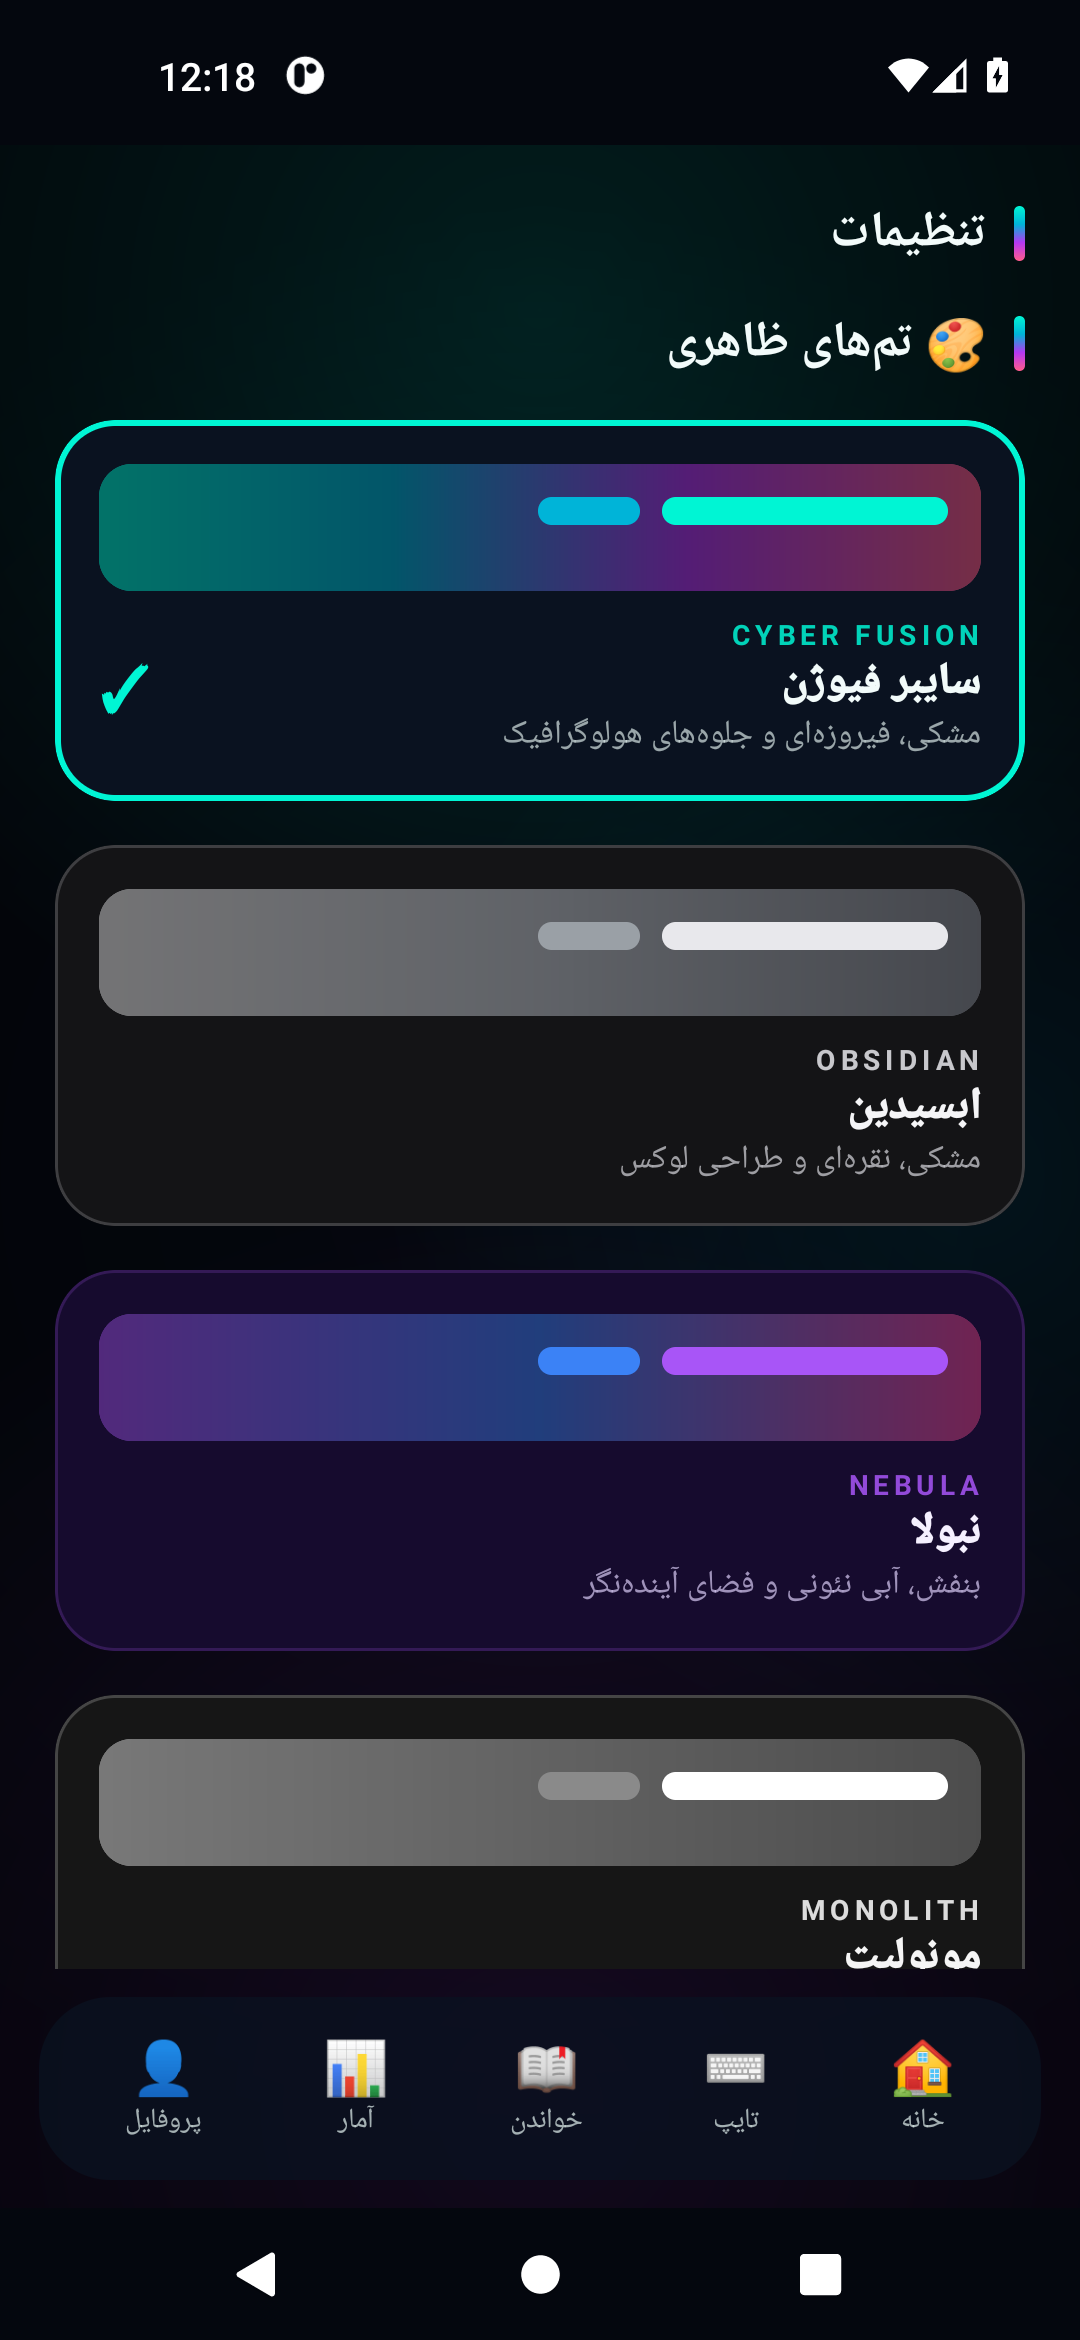 12:18
تنظیمات
🎨 تم‌های ظاهری
CYBER FUSION
سایبر فیوژن
مشکی، فیروزه‌ای و جلوه‌های هولوگرافیک
OBSIDIAN
ابسیدین
مشکی، نقره‌ای و طراحی لوکس
NEBULA
نبولا
بنفش، آبی نئونی و فضای آینده‌نگر
MONOLITH
مونولیت
خانه
تایپ
خواندن
آمار
پروفایل